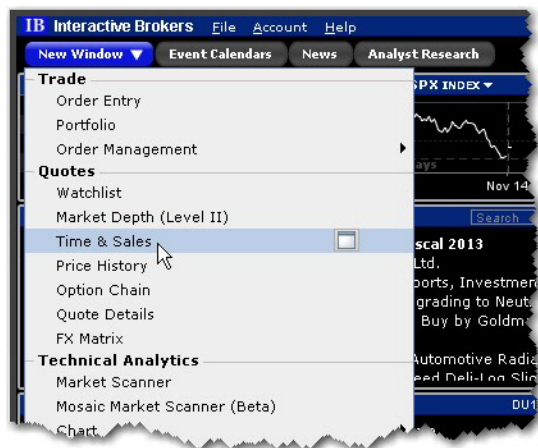 IB Interactive Brokers File Account Help
New Window Event Calendars News Analyst Research
Trade
Order Entry
Portfolio
Order Management
Quotes
Watchlist
Market Depth (Level II)
Time & Sales
Price History
Option Chain
Quote Details
FX Matrix
Technical Analytics
Market Scanner
Mosaic Market Scanner (Beta)
Chart
SPX INDEX
ays
Nov 14
Search
scal 2013
Ltd.
ports, Investmen
grading to Neut
Buy by Goldm
Automotive Radia
eed Deli-Log Slic
DU1